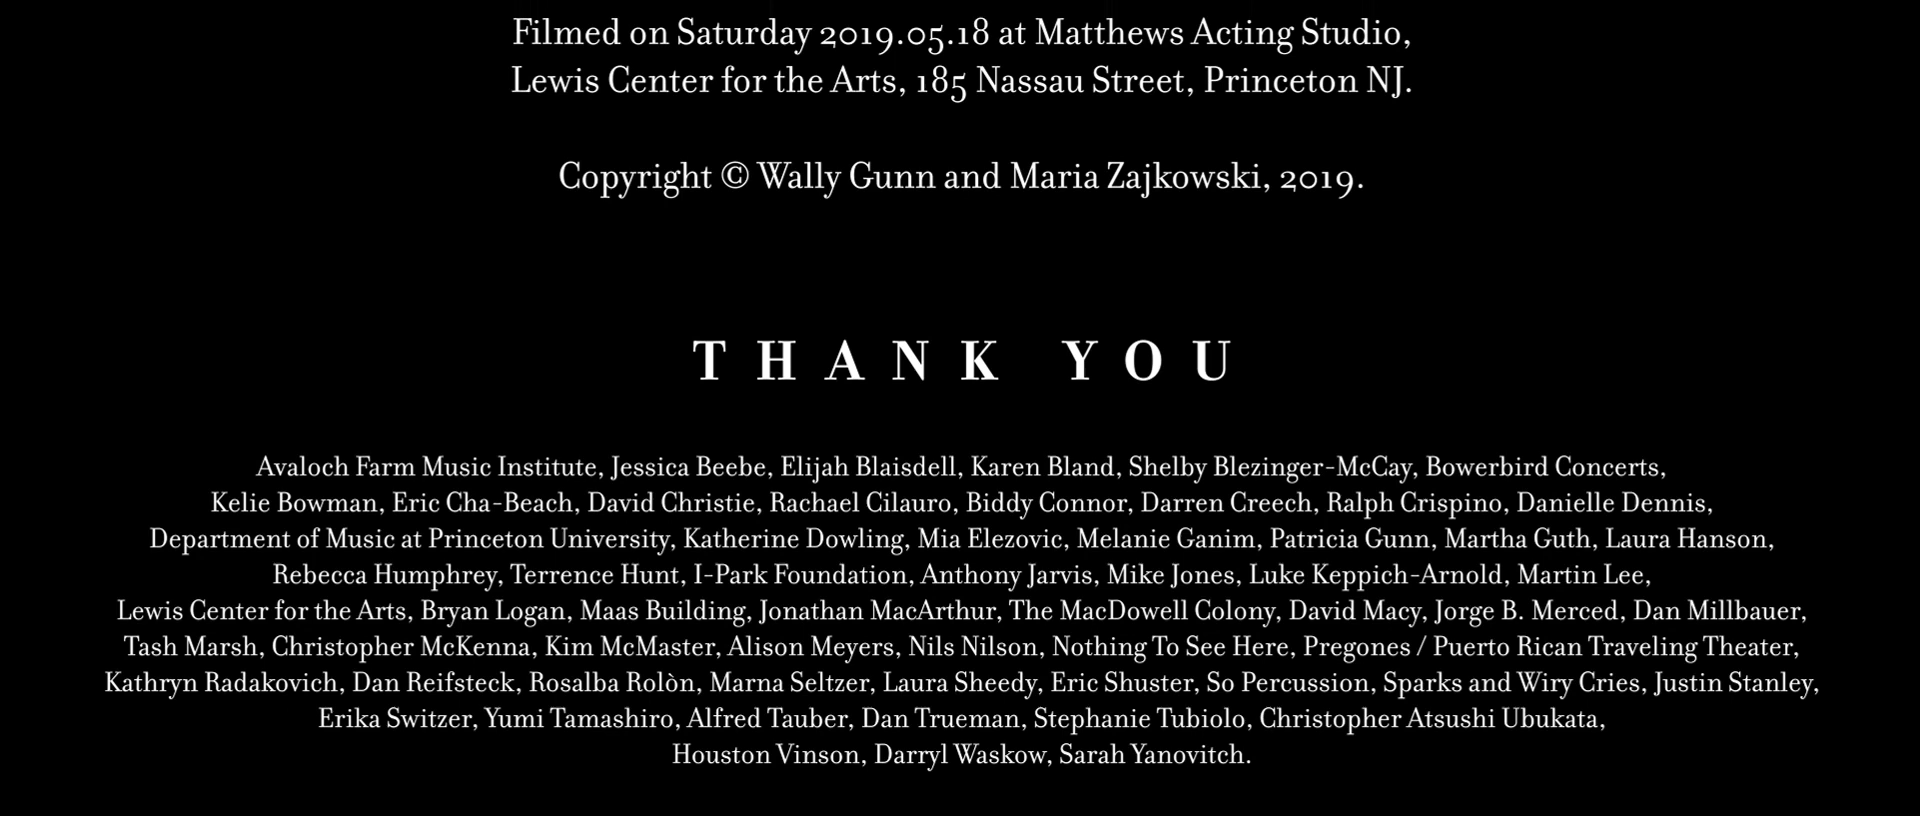 Filmed on Saturday 2019.05.18 at Matthews Acting Studio,
Lewis Center for the Arts, 185 Nassau Street, Princeton NJ.
Copyright © Wally Gunn and Maria Zajkowski, 2019.
THANK YOU
Avaloch Farm Music Institute, Jessica Beebe, Elijah Blaisdell, Karen Bland, Shelby Blezinger-McCay, Bowerbird Concerts,
Kelie Bowman, Eric Cha-Beach, David Christie, Rachael Cilauro, Biddy Connor, Darren Creech, Ralph Crispino, Danielle Dennis,
Department of Music at Princeton University, Katherine Dowling, Mia Elezovic, Melanie Ganim, Patricia Gunn, Martha Guth, Laura Hanson,
Rebecca Humphrey, Terrence Hunt, I-Park Foundation, Anthony Jarvis, Mike Jones, Luke Keppich-Arnold, Martin Lee,
Lewis Center for the Arts, Bryan Logan, Maas Building, Jonathan MacArthur, The MacDowell Colony, David Macy, Jorge B. Merced, Dan Millbauer,
Tash Marsh, Christopher McKenna, Kim McMaster, Alison Meyers, Nils Nilson, Nothing To See Here, Pregones / Puerto Rican Traveling Theater,
Kathryn Radakovich, Dan Reifsteck, Rosalba Rolòn, Marna Seltzer, Laura Sheedy, Eric Shuster, So Percussion, Sparks and Wiry Cries, Justin Stanley,
Erika Switzer, Yumi Tamashiro, Alfred Tauber, Dan Trueman, Stephanie Tubiolo, Christopher Atsushi Ubukata,
Houston Vinson, Darryl Waskow, Sarah Yanovitch.